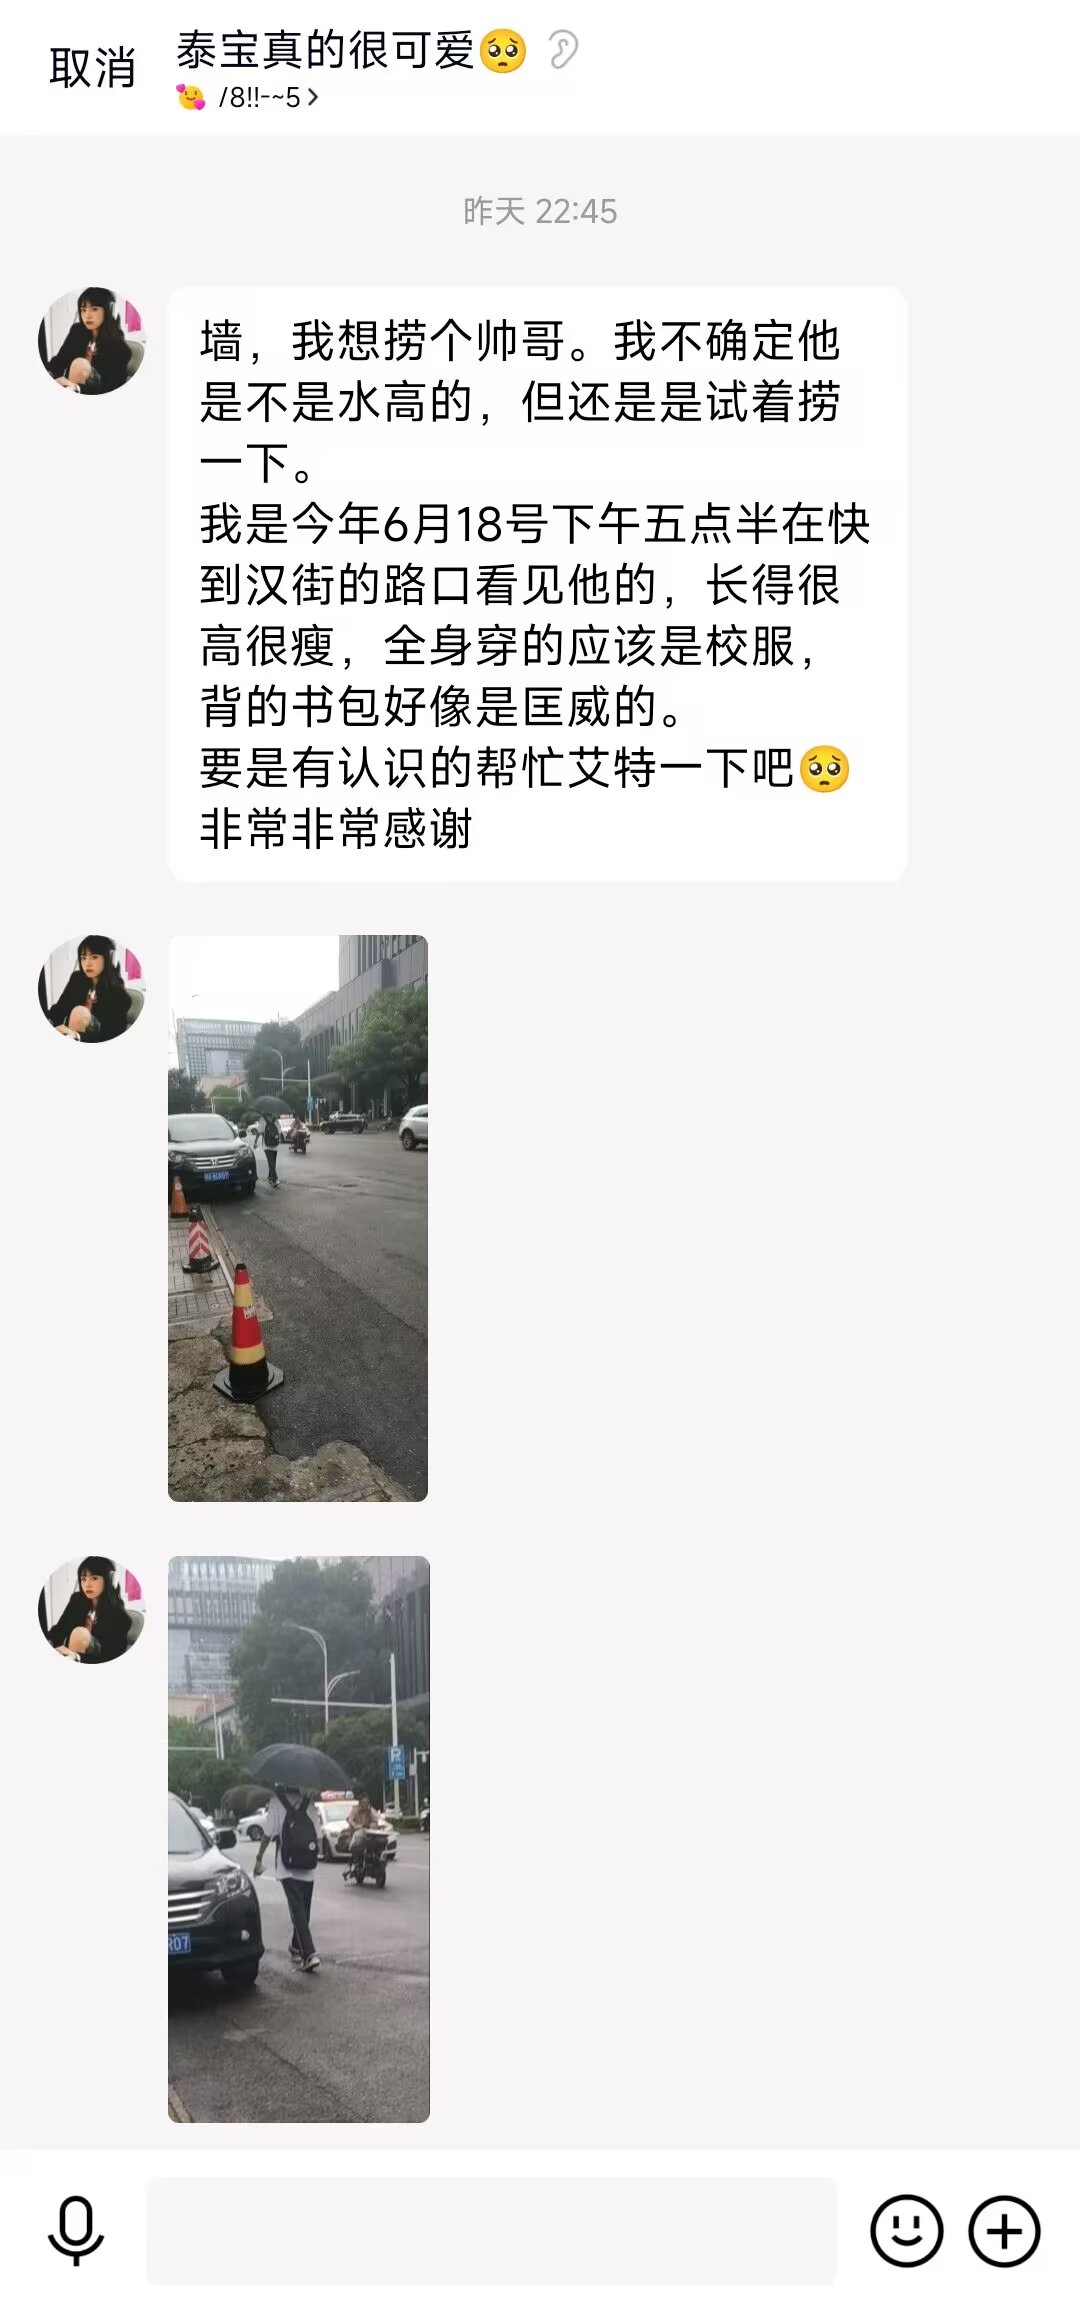 取消
泰宝真的很可爱🥺
🥰 /8!!-~5 >
昨天 22:45
墙，我想捞个帅哥。我不确定他
是不是水高的，但还是是试着捞
一下。
我是今年6月18号下午五点半在快
到汉街的路口看见他的，长得很
高很瘦，全身穿的应该是校服，
背的书包好像是匡威的。
要是有认识的帮忙艾特一下吧🥺
非常非常感谢
P
R07